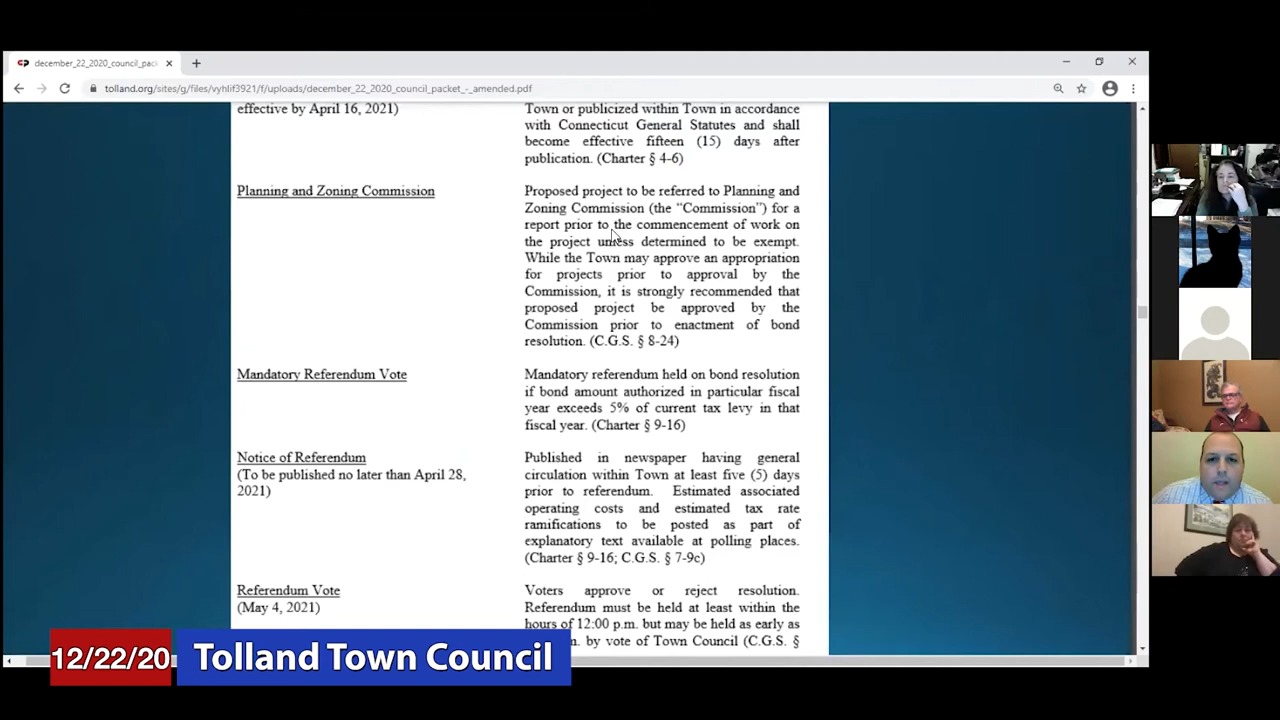 december_22_2020_council_pac
tolland.org/sites/g/files/vyhlif3921/f/uploads/december_22_2020_council_packet_-_amended.pdf
effective by April 16, 2021)
Town or publicized within Town in accordance
with Connecticut General Statutes and shall
become effective fifteen (15) days after
publication. (Charter § 4-6)
Planning and Zoning Commission
Proposed project to be referred to Planning and
Zoning Commission (the “Commission”) for a
report prior to the commencement of work on
the project unless determined to be exempt.
While the Town may approve an appropriation
for projects prior to approval by the
Commission, it is strongly recommended that
proposed project be approved by the
Commission prior to enactment of bond
resolution. (C.G.S. § 8-24)
Mandatory Referendum Vote
Mandatory referendum held on bond resolution
if bond amount authorized in particular fiscal
year exceeds 5% of current tax levy in that
fiscal year. (Charter § 9-16)
Notice of Referendum
(To be published no later than April 28,
2021)
Published in newspaper having general
circulation within Town at least five (5) days
prior to referendum. Estimated associated
operating costs and estimated tax rate
ramifications to be posted as part of
explanatory text available at polling places.
(Charter § 9-16; C.G.S. § 7-9c)
Referendum Vote
(May 4, 2021)
Voters approve or reject resolution.
Referendum must be held at least within the
hours of 12:00 p.m. but may be held as early as
by vote of Town Council (C.G.S. §
12/22/20
Tolland Town Council